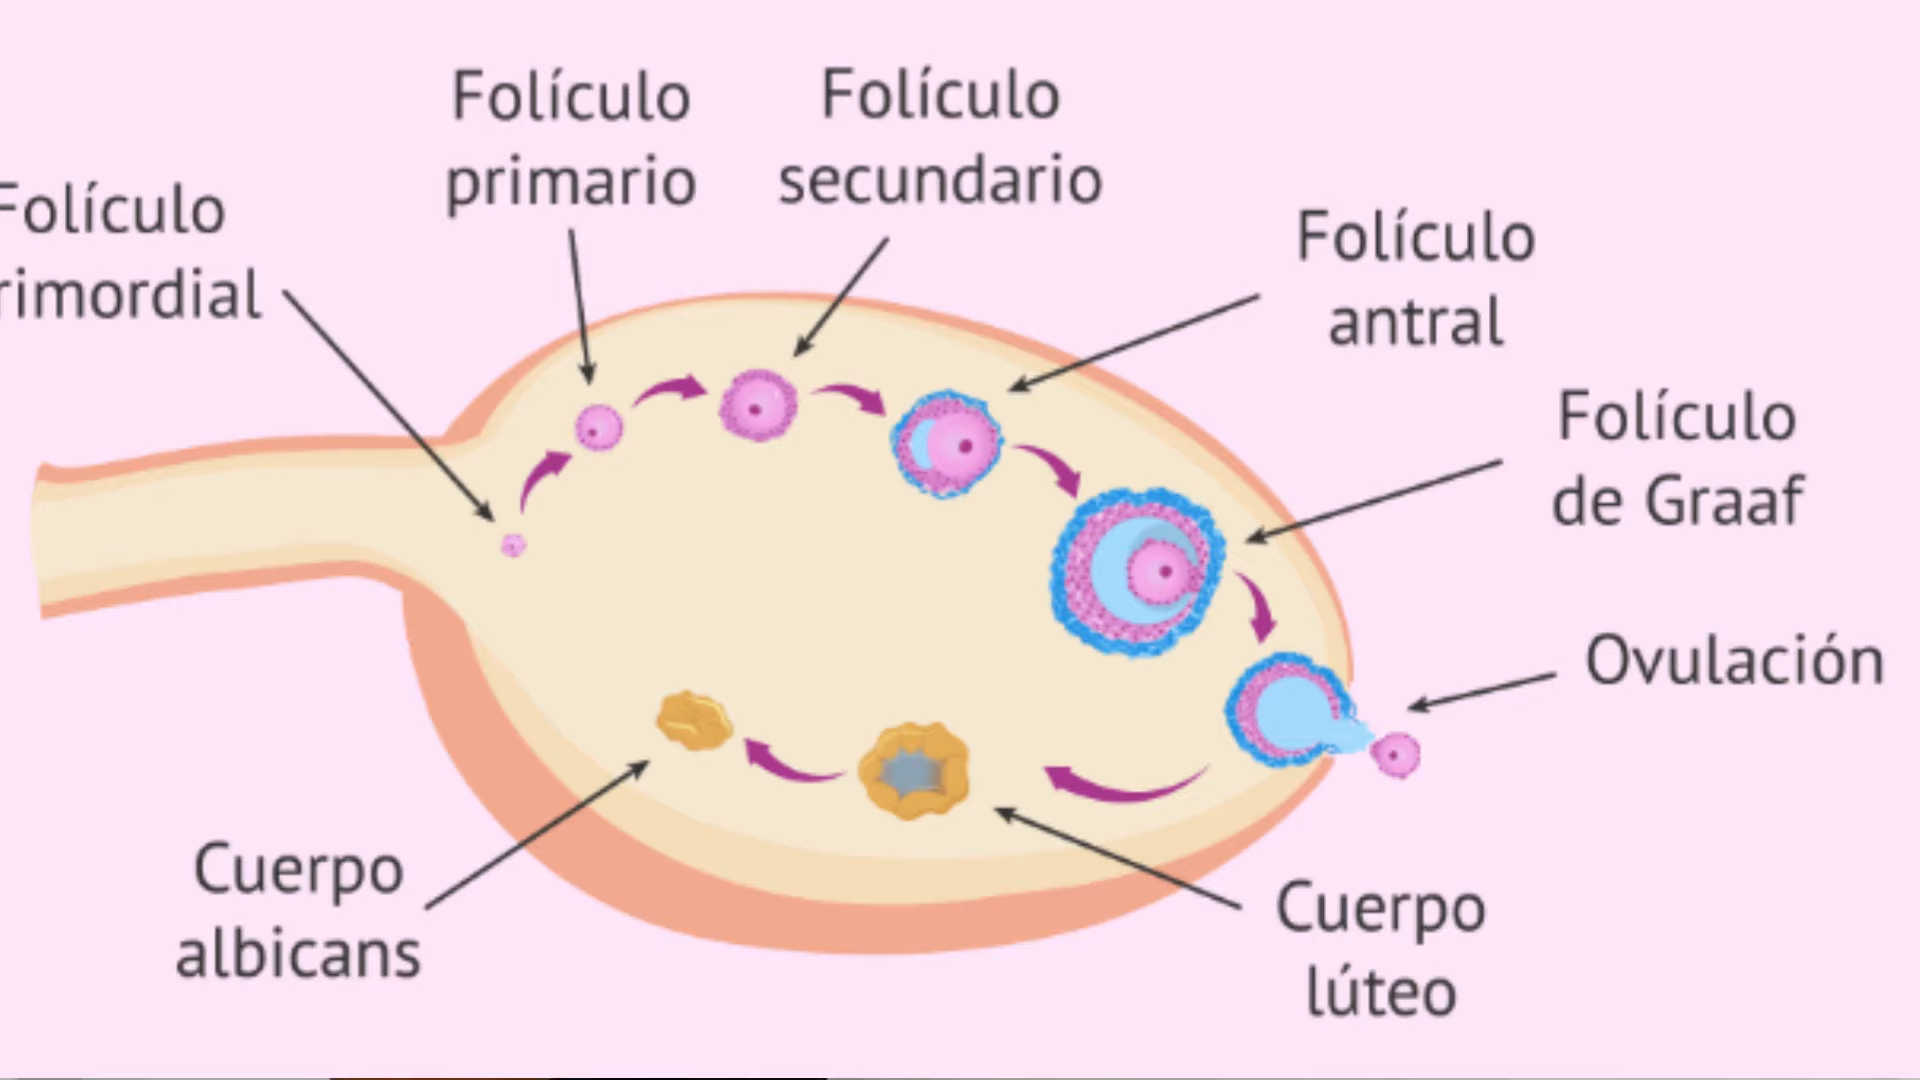 Folículo
primario
Folículo
secundario
Folículo
rimordial
Folículo
antral
Folículo
de Graaf
Ovulación
Cuerpo
albicans
Cuerpo
lúteo